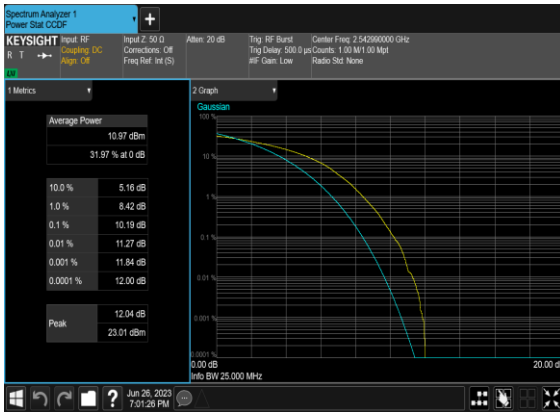 Spectrum Analyzer 1
Power Stat CCDF
KEYSIGHT
R T
LM
Input: RF
Coupling: DC
Align: Off
Input Z: 50 Ω
Corrections: Off
Freq Ref: Int (S)
Atten: 20 dB
Trig: RF Burst
Trig Delay: 500.0 µs
#IF Gain: Low
Center Freq: 2.542990000 GHz
Counts: 1.00 M/1.00 Mpt
Radio Std: None
1 Metrics
Average Power
10.97 dBm
31.97 % at 0 dB
10.0 % 5.16 dB
1.0 % 8.42 dB
0.1 % 10.19 dB
0.01 % 11.27 dB
0.001 % 11.84 dB
0.0001 % 12.00 dB
Peak
12.04 dB
23.01 dBm
2 Graph
Gaussian
100 %
10 %
1 %
0.1 %
0.01 %
0.001 %
0.0001 %
0.00 dB
20.00 d
Info BW 25.000 MHz
?
Jun 26, 2023
7:01:26 PM